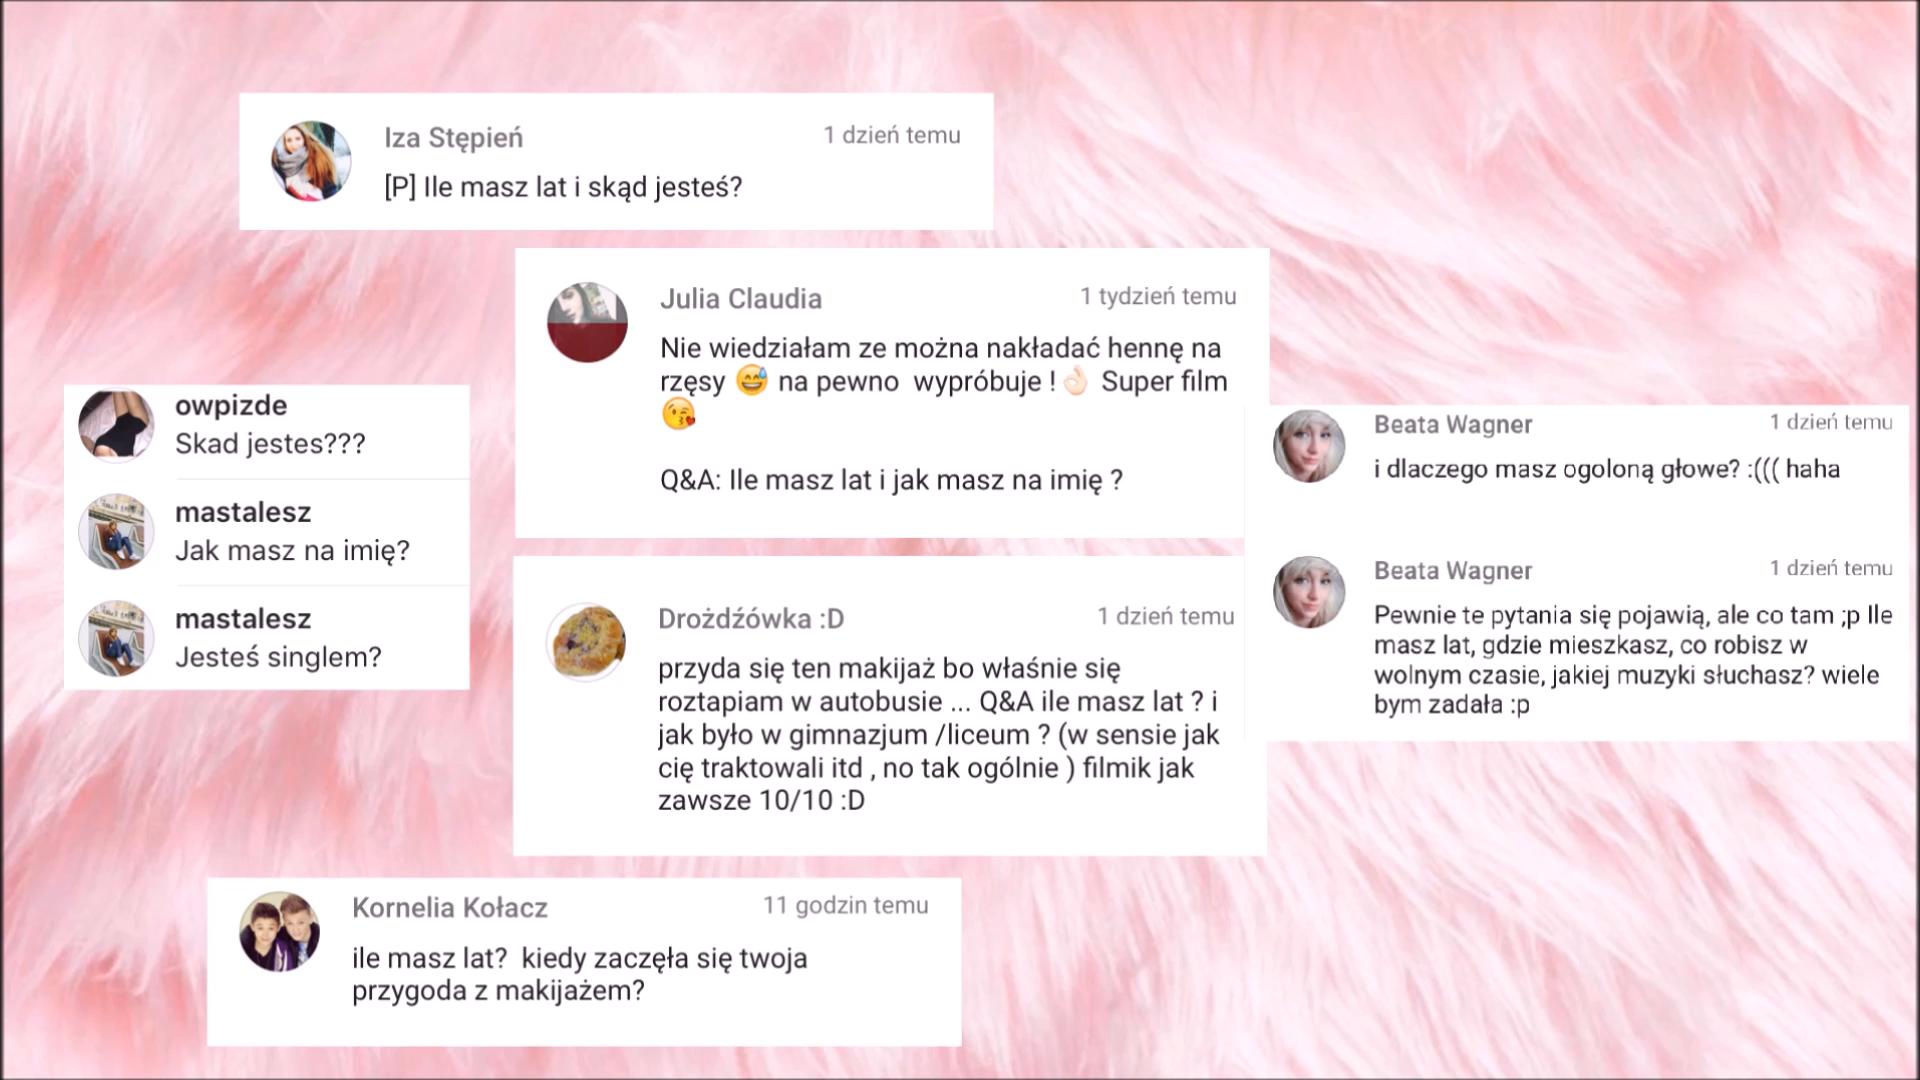 Iza Stępień 1 dzień temu
[P] Ile masz lat i skąd jesteś?
Julia Claudia 1 tydzień temu
Nie wiedziałam ze można nakładać hennę na
rzęsy 😅 na pewno wypróbuje !👌🏻 Super film
😘
Q&A: Ile masz lat i jak masz na imię ?
owpizde
Skad jestes???
mastalesz
Jak masz na imię?
mastalesz
Jesteś singlem?
Beata Wagner 1 dzień temu
i dlaczego masz ogoloną głowe? :((( haha
Beata Wagner 1 dzień temu
Pewnie te pytania się pojawią, ale co tam ;p Ile
masz lat, gdzie mieszkasz, co robisz w
wolnym czasie, jakiej muzyki słuchasz? wiele
bym zadała :p
Drożdźówka :D 1 dzień temu
przyda się ten makijaż bo właśnie się
roztapiam w autobusie ... Q&A ile masz lat ? i
jak było w gimnazjum /liceum ? (w sensie jak
cię traktowali itd , no tak ogólnie ) filmik jak
zawsze 10/10 :D
Kornelia Kołacz 11 godzin temu
ile masz lat?  kiedy zaczęła się twoja
przygoda z makijażem?